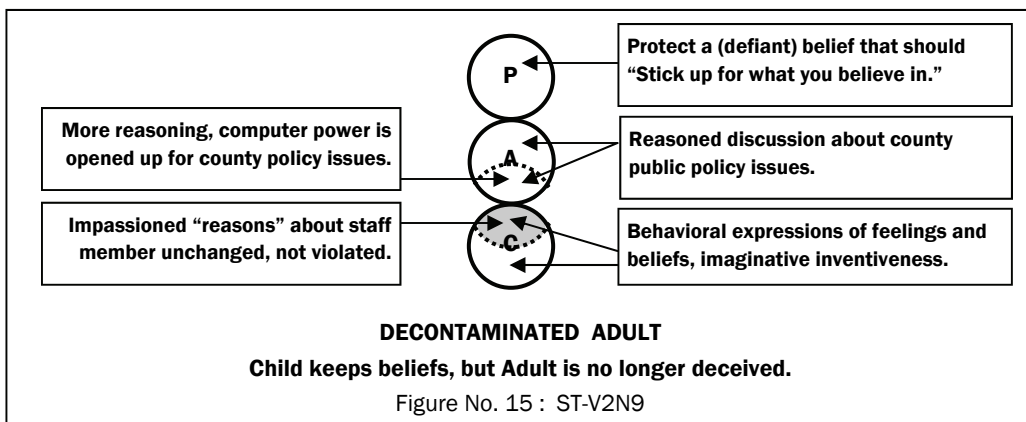 Protect a (defiant) belief that should
“Stick up for what you believe in.”
P
More reasoning, computer power is
opened up for county policy issues.
A
Reasoned discussion about county
public policy issues.
Impassioned “reasons” about staff
member unchanged, not violated.
C
Behavioral expressions of feelings and
beliefs, imaginative inventiveness.
DECONTAMINATED ADULT
Child keeps beliefs, but Adult is no longer deceived.
Figure No. 15 : ST-V2N9